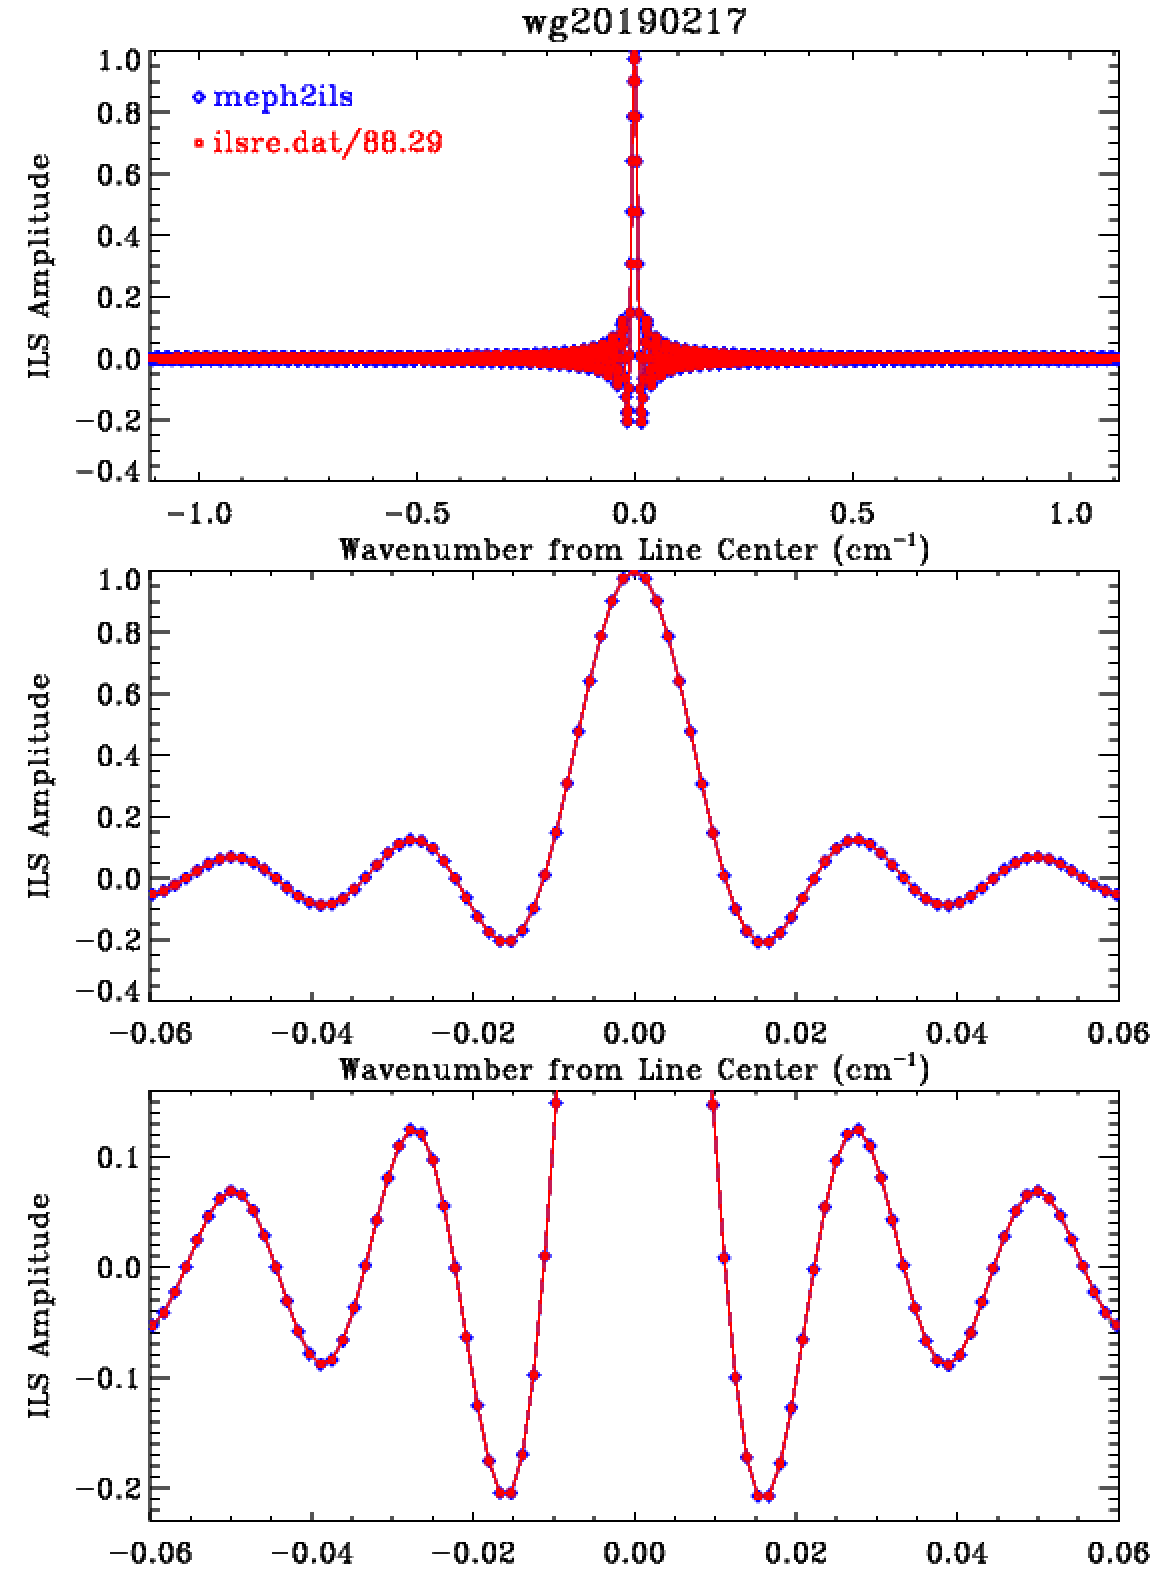 wg20190217
1.0
meph2ils
0.8
ilsre.dat/88.29
0.6
0.4
0.2
0.0
−0.2
−0.4
ILS Amplitude
−1.0 −0.5 0.0 0.5 1.0
Wavenumber from Line Center (cm⁻¹)
1.0
0.8
0.6
0.4
0.2
0.0
−0.2
−0.4
ILS Amplitude
−0.06 −0.04 −0.02 0.00 0.02 0.04 0.06
Wavenumber from Line Center (cm⁻¹)
0.1
0.0
−0.1
−0.2
ILS Amplitude
−0.06 −0.04 −0.02 0.00 0.02 0.04 0.06